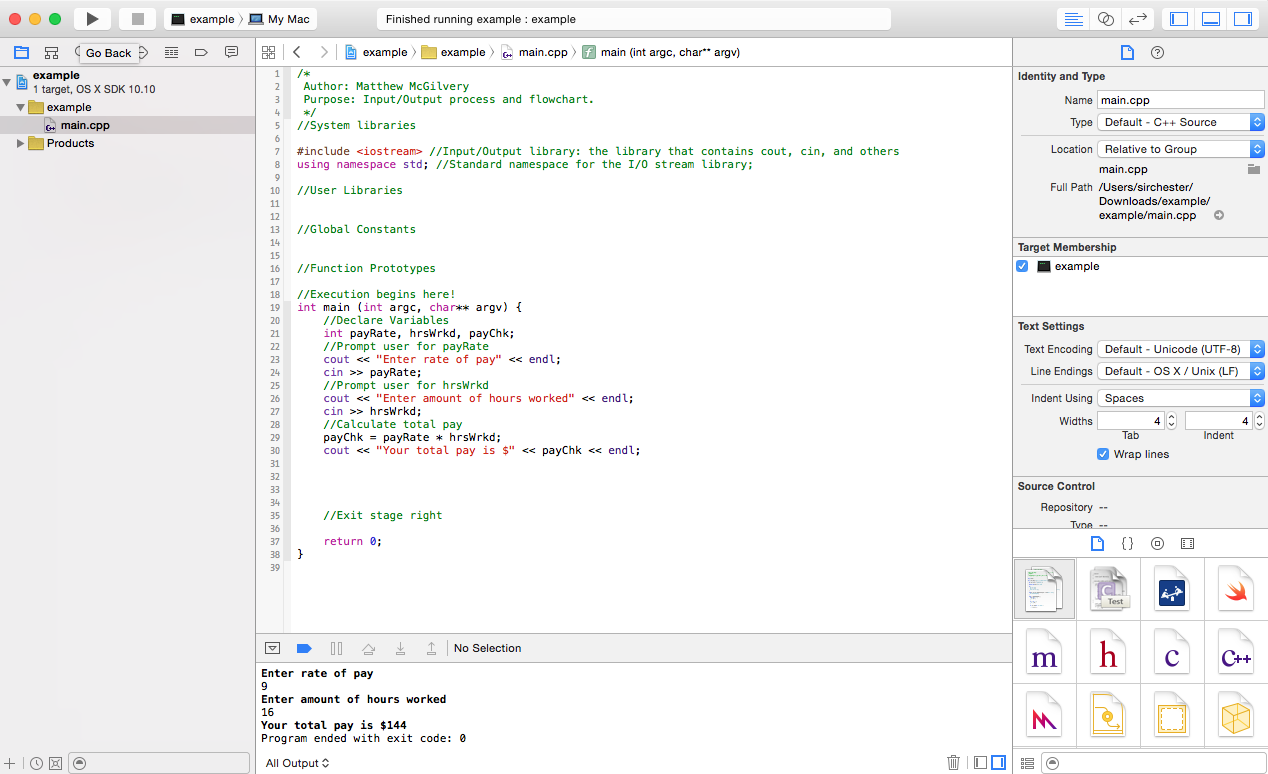 example
My Mac
Finished running example : example
Go Back
example
1 target, OS X SDK 10.10
example
main.cpp
Products
example
example
main.cpp
main (int argc, char** argv)
1 /*
2  Author: Matthew McGilvery
3  Purpose: Input/Output process and flowchart.
4  */
5 //System libraries
6
7 #include <iostream> //Input/Output library: the library that contains cout, cin, and others
8 using namespace std; //Standard namespace for the I/O stream library;
9
10 //User Libraries
11
12
13 //Global Constants
14
15
16 //Function Prototypes
17
18 //Execution begins here!
19 int main (int argc, char** argv) {
20     //Declare Variables
21     int payRate, hrsWrkd, payChk;
22     //Prompt user for payRate
23     cout << "Enter rate of pay" << endl;
24     cin >> payRate;
25     //Prompt user for hrsWrkd
26     cout << "Enter amount of hours worked" << endl;
27     cin >> hrsWrkd;
28     //Calculate total pay
29     payChk = payRate * hrsWrkd;
30     cout << "Your total pay is $" << payChk << endl;
31
32
33
34
35     //Exit stage right
36
37     return 0;
38 }
39
No Selection
Enter rate of pay
9
Enter amount of hours worked
16
Your total pay is $144
Program ended with exit code: 0
All Output
Identity and Type
Name main.cpp
Type Default - C++ Source
Location Relative to Group
main.cpp
Full Path /Users/sirchester/
Downloads/example/
example/main.cpp
Target Membership
example
Text Settings
Text Encoding Default - Unicode (UTF-8)
Line Endings Default - OS X / Unix (LF)
Indent Using Spaces
Widths 4 4
Tab Indent
Wrap lines
Source Control
Repository --
Type --
{}
C Test
m h c C++